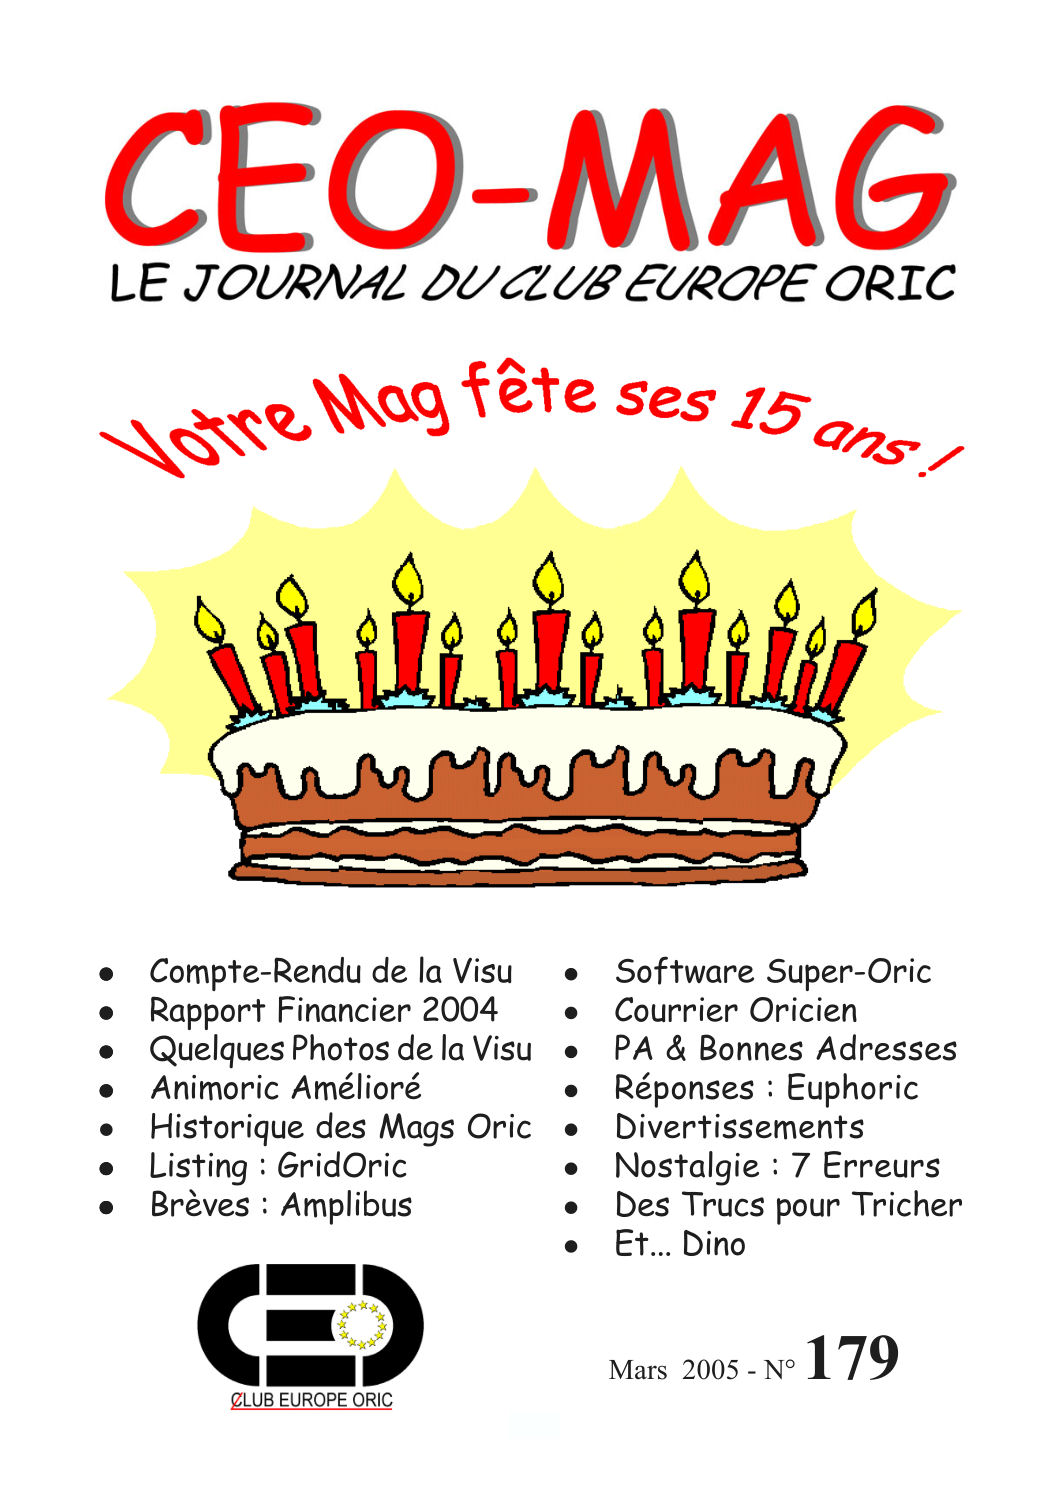 CEO-MAG
LE JOURNAL DU CLUB EUROPE ORIC
Votre Mag fête ses 15 ans !
• Compte-Rendu de la Visu
• Rapport Financier 2004
• Quelques Photos de la Visu
• Animoric Amélioré
• Historique des Mags Oric
• Listing : GridOric
• Brèves : Amplibus
• Software Super-Oric
• Courrier Oricien
• PA & Bonnes Adresses
• Réponses : Euphoric
• Divertissements
• Nostalgie : 7 Erreurs
• Des Trucs pour Tricher
• Et... Dino
CEO
CLUB EUROPE ORIC
Mars 2005 - N° 179